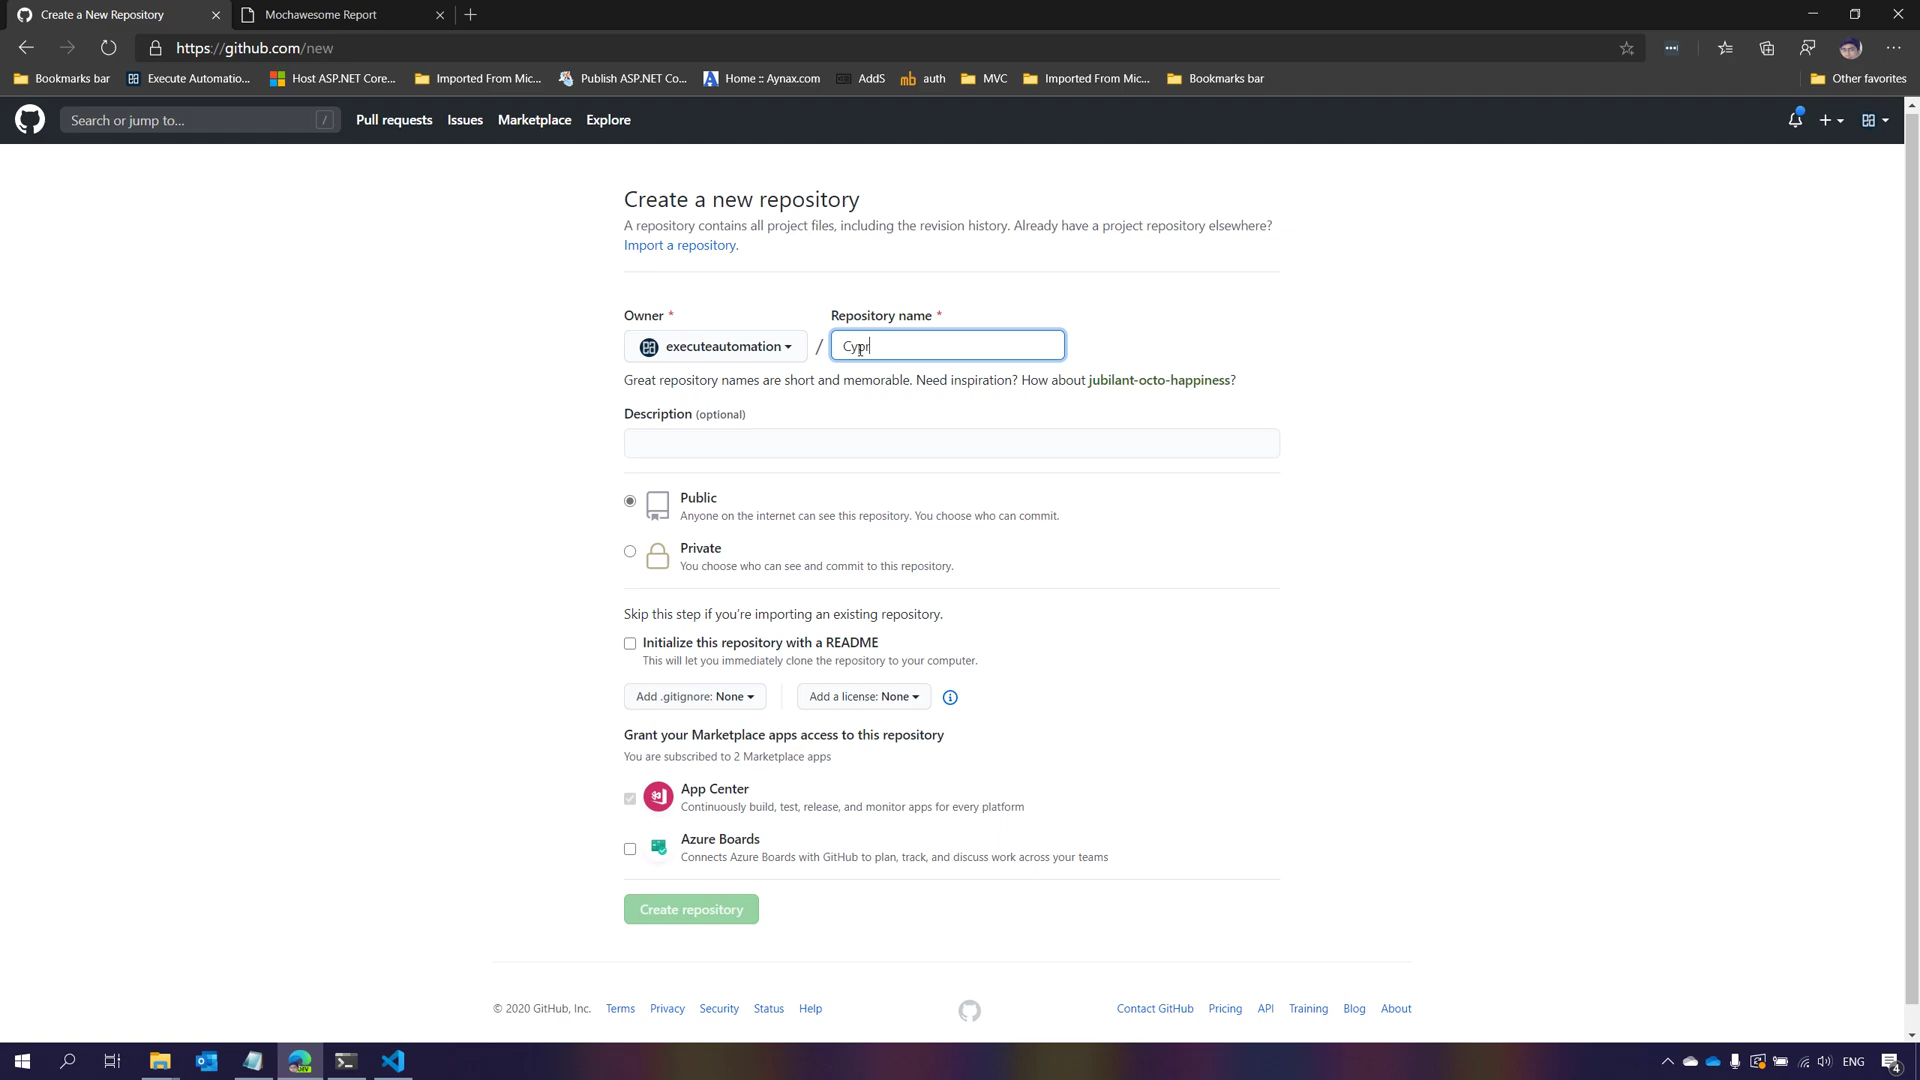 Create a New Repository
Mochawesome Report
https://github.com/new
Bookmarks bar
Execute Automatio...
Host ASP.NET Core...
Imported From Mic...
Publish ASP.NET Co...
Home :: Aynax.com
AddS
auth
MVC
Imported From Mic...
Bookmarks bar
Other favorites
Search or jump to...
/
Pull requests
Issues
Marketplace
Explore
Create a new repository
A repository contains all project files, including the revision history. Already have a project repository elsewhere?
Import a repository.
Owner *
Repository name *
executeautomation
/
Cypr
Great repository names are short and memorable. Need inspiration? How about jubilant-octo-happiness?
Description (optional)
Public
Anyone on the internet can see this repository. You choose who can commit.
Private
You choose who can see and commit to this repository.
Skip this step if you’re importing an existing repository.
Initialize this repository with a README
This will let you immediately clone the repository to your computer.
Add .gitignore: None
Add a license: None
Grant your Marketplace apps access to this repository
You are subscribed to 2 Marketplace apps
App Center
Continuously build, test, release, and monitor apps for every platform
Azure Boards
Connects Azure Boards with GitHub to plan, track, and discuss work across your teams
Create repository
© 2020 GitHub, Inc.
Terms
Privacy
Security
Status
Help
Contact GitHub
Pricing
API
Training
Blog
About
ENG
4